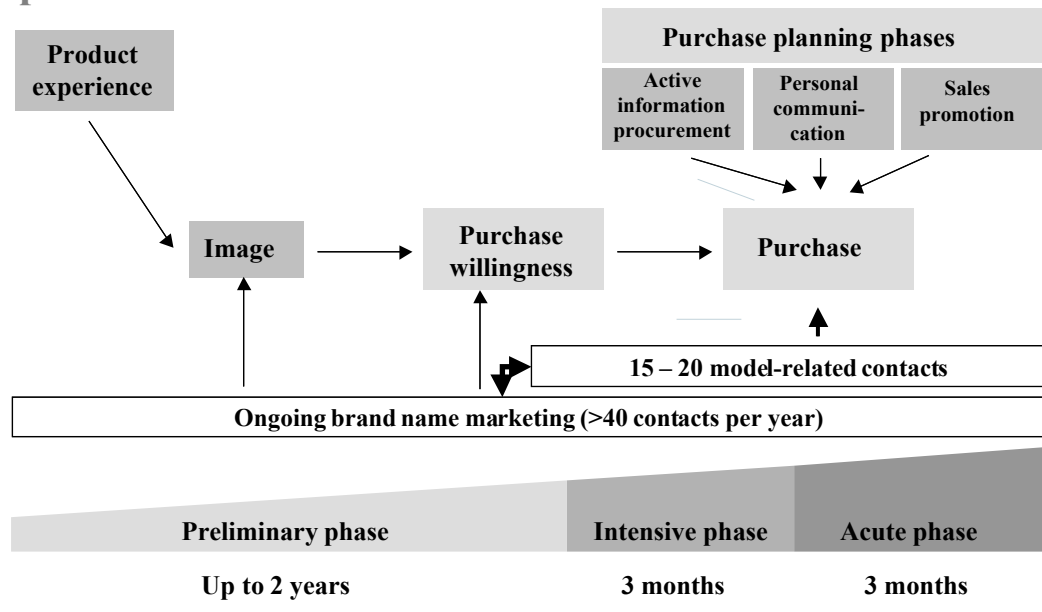 Product
experience
Purchase planning phases
Active
information
procurement
Personal
communi-
cation
Sales
promotion
Image
Purchase
willingness
Purchase
15 – 20 model-related contacts
Ongoing brand name marketing (>40 contacts per year)
Preliminary phase
Intensive phase
Acute phase
Up to 2 years
3 months
3 months